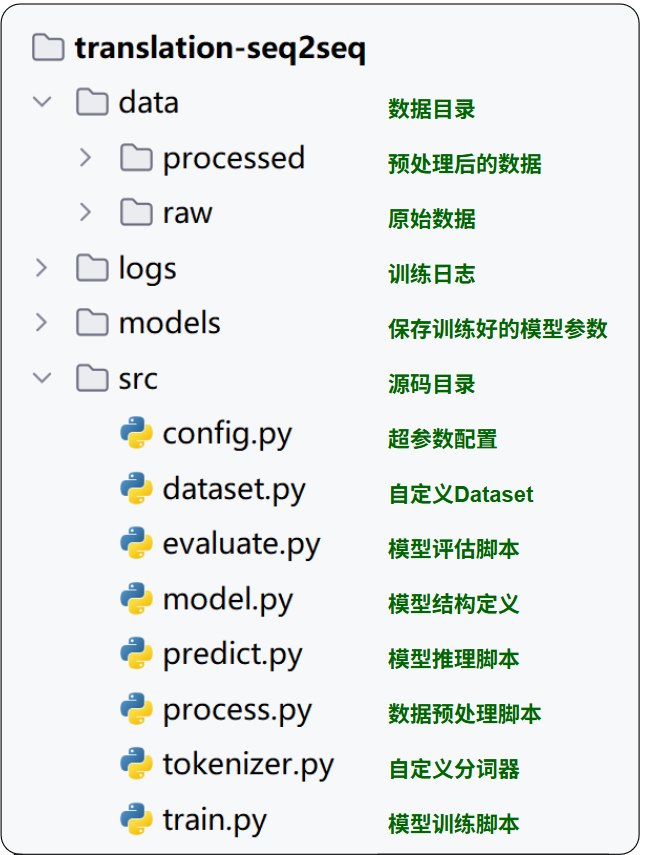 translation-seq2seq
data 数据目录
processed 预处理后的数据
raw 原始数据
logs 训练日志
models 保存训练好的模型参数
src 源码目录
config.py 超参数配置
dataset.py 自定义Dataset
evaluate.py 模型评估脚本
model.py 模型结构定义
predict.py 模型推理脚本
process.py 数据预处理脚本
tokenizer.py 自定义分词器
train.py 模型训练脚本